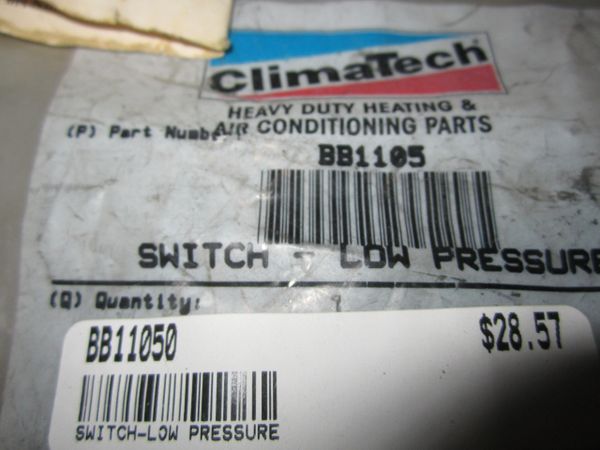 ClimaTech
HEAVY DUTY HEATING &
AIR CONDITIONING PARTS
(P) Part Number
BB1105
SWITCH - LOW PRESSURE
(Q) Quantity:
BB11050
$28.57
SWITCH-LOW PRESSURE